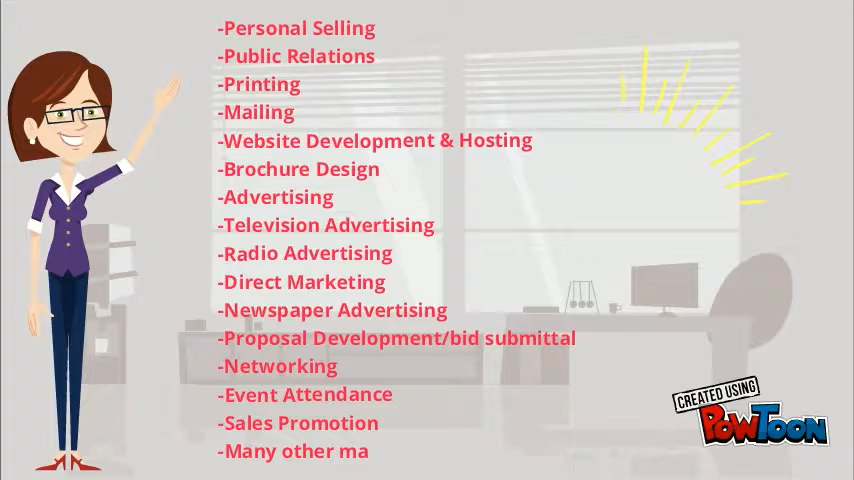 -Personal Selling
-Public Relations
-Printing
-Mailing
-Website Development & Hosting
-Brochure Design
-Advertising
-Television Advertising
-Radio Advertising
-Direct Marketing
-Newspaper Advertising
-Proposal Development/bid submittal
-Networking
-Event Attendance
-Sales Promotion
-Many other ma
CREATED USING
POWTOON